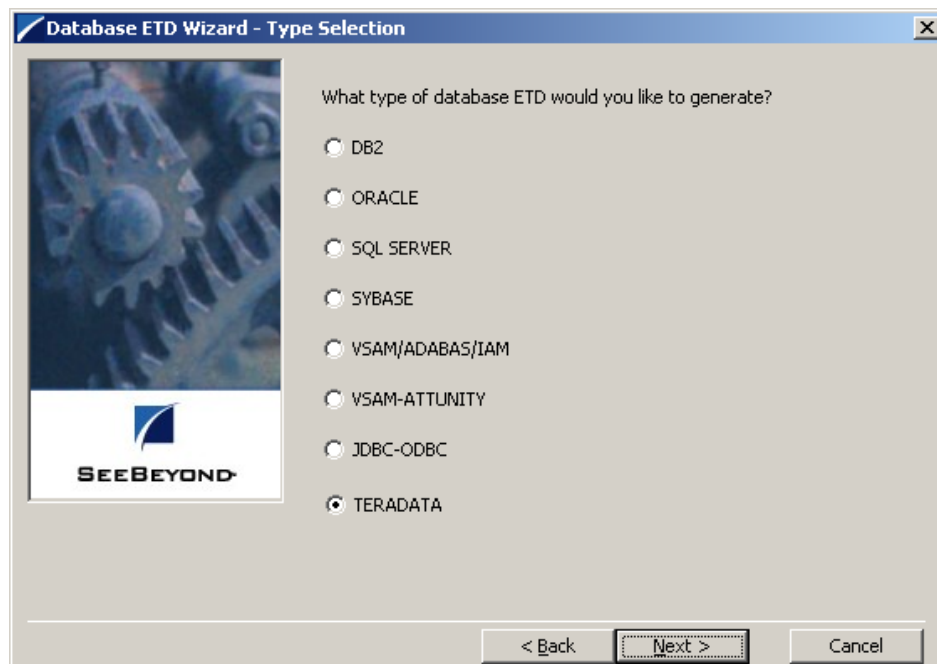 Database ETD Wizard - Type Selection
What type of database ETD would you like to generate?
DB2
ORACLE
SQL SERVER
SYBASE
VSAM/ADABAS/IAM
VSAM-ATTUNITY
JDBC-ODBC
TERADATA
SEEBEYOND
< Back
Next >
Cancel